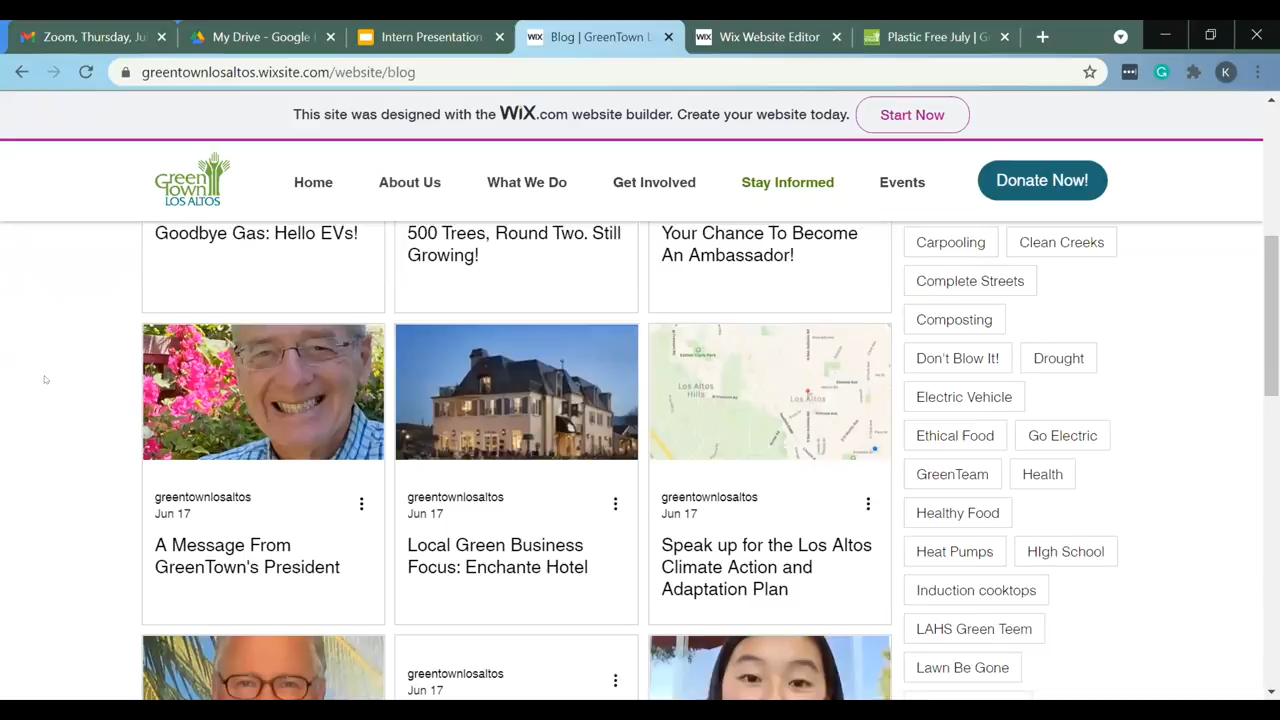 Zoom, Thursday, Ju
My Drive - Google
Intern Presentation
Blog | GreenTown L
Wix Website Editor
Plastic Free July | G
greentownlosaltos.wixsite.com/website/blog
K
This site was designed with the WiX.com website builder. Create your website today.
Start Now
Green Town LOS ALTOS
Home
About Us
What We Do
Get Involved
Stay Informed
Events
Donate Now!
Goodbye Gas: Hello EVs!
500 Trees, Round Two. Still
Growing!
Your Chance To Become
An Ambassador!
greentownlosaltos
Jun 17
A Message From
GreenTown's President
greentownlosaltos
Jun 17
Local Green Business
Focus: Enchante Hotel
Los Altos
Hills
Los Altos
greentownlosaltos
Jun 17
Speak up for the Los Altos
Climate Action and
Adaptation Plan
greentownlosaltos
Jun 17
Carpooling
Clean Creeks
Complete Streets
Composting
Don't Blow It!
Drought
Electric Vehicle
Ethical Food
Go Electric
GreenTeam
Health
Healthy Food
Heat Pumps
HIgh School
Induction cooktops
LAHS Green Teem
Lawn Be Gone